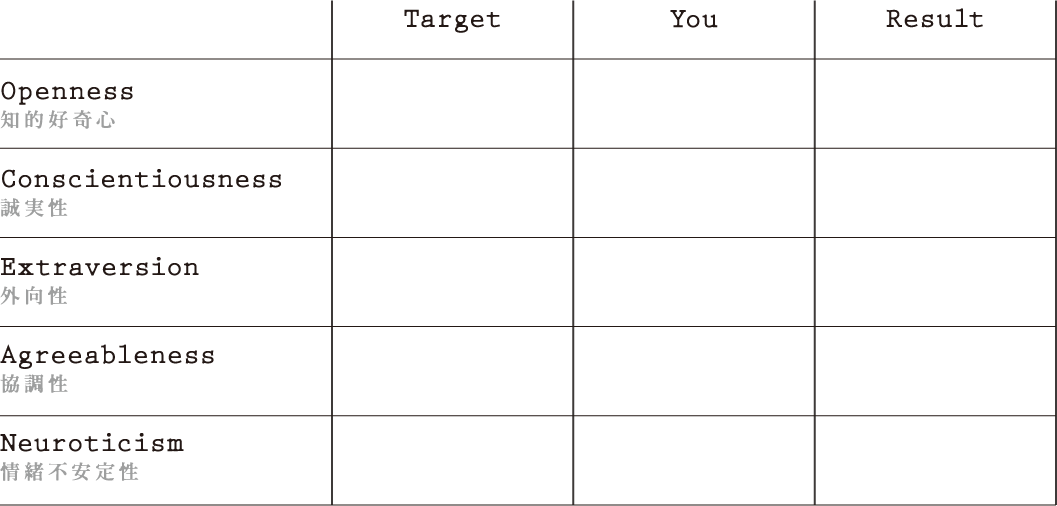 Target You Result
Openness
知的好奇心
Conscientiousness
誠実性
Extraversion
外向性
Agreeableness
協調性
Neuroticism
情緒不安定性